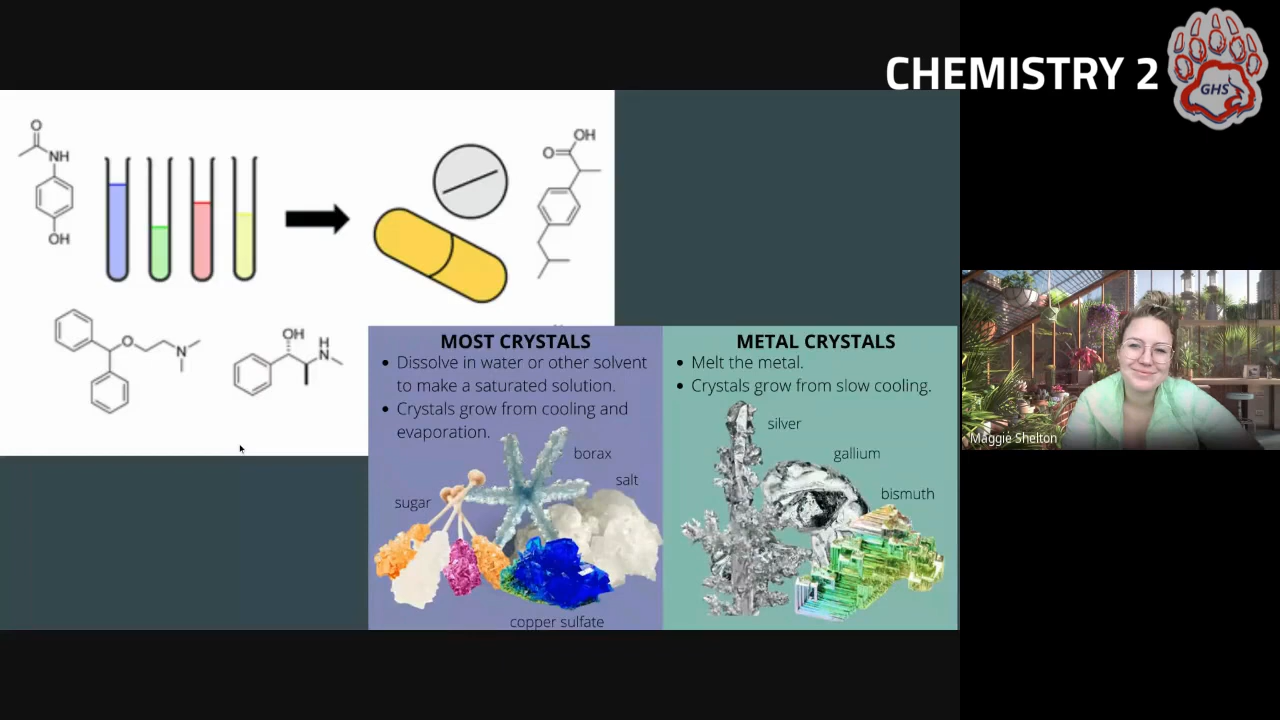 CHEMISTRY 2
GHS
O
NH
OH
OH
O
O
N
OH
H
N
MOST CRYSTALS
• Dissolve in water or other solvent
to make a saturated solution.
• Crystals grow from cooling and
evaporation.
borax
salt
sugar
copper sulfate
METAL CRYSTALS
• Melt the metal.
• Crystals grow from slow cooling.
silver
gallium
bismuth
Maggie Shelton